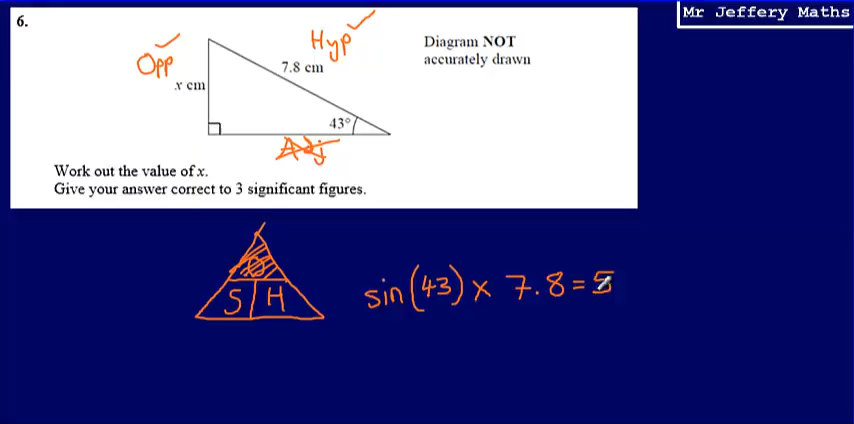 Mr Jeffery Maths
6.
Hyp
Opp
Diagram NOT
accurately drawn
7.8 cm
x cm
43°
Adj
Work out the value of x.
Give your answer correct to 3 significant figures.
O
S H
sin(43) x 7.8=5